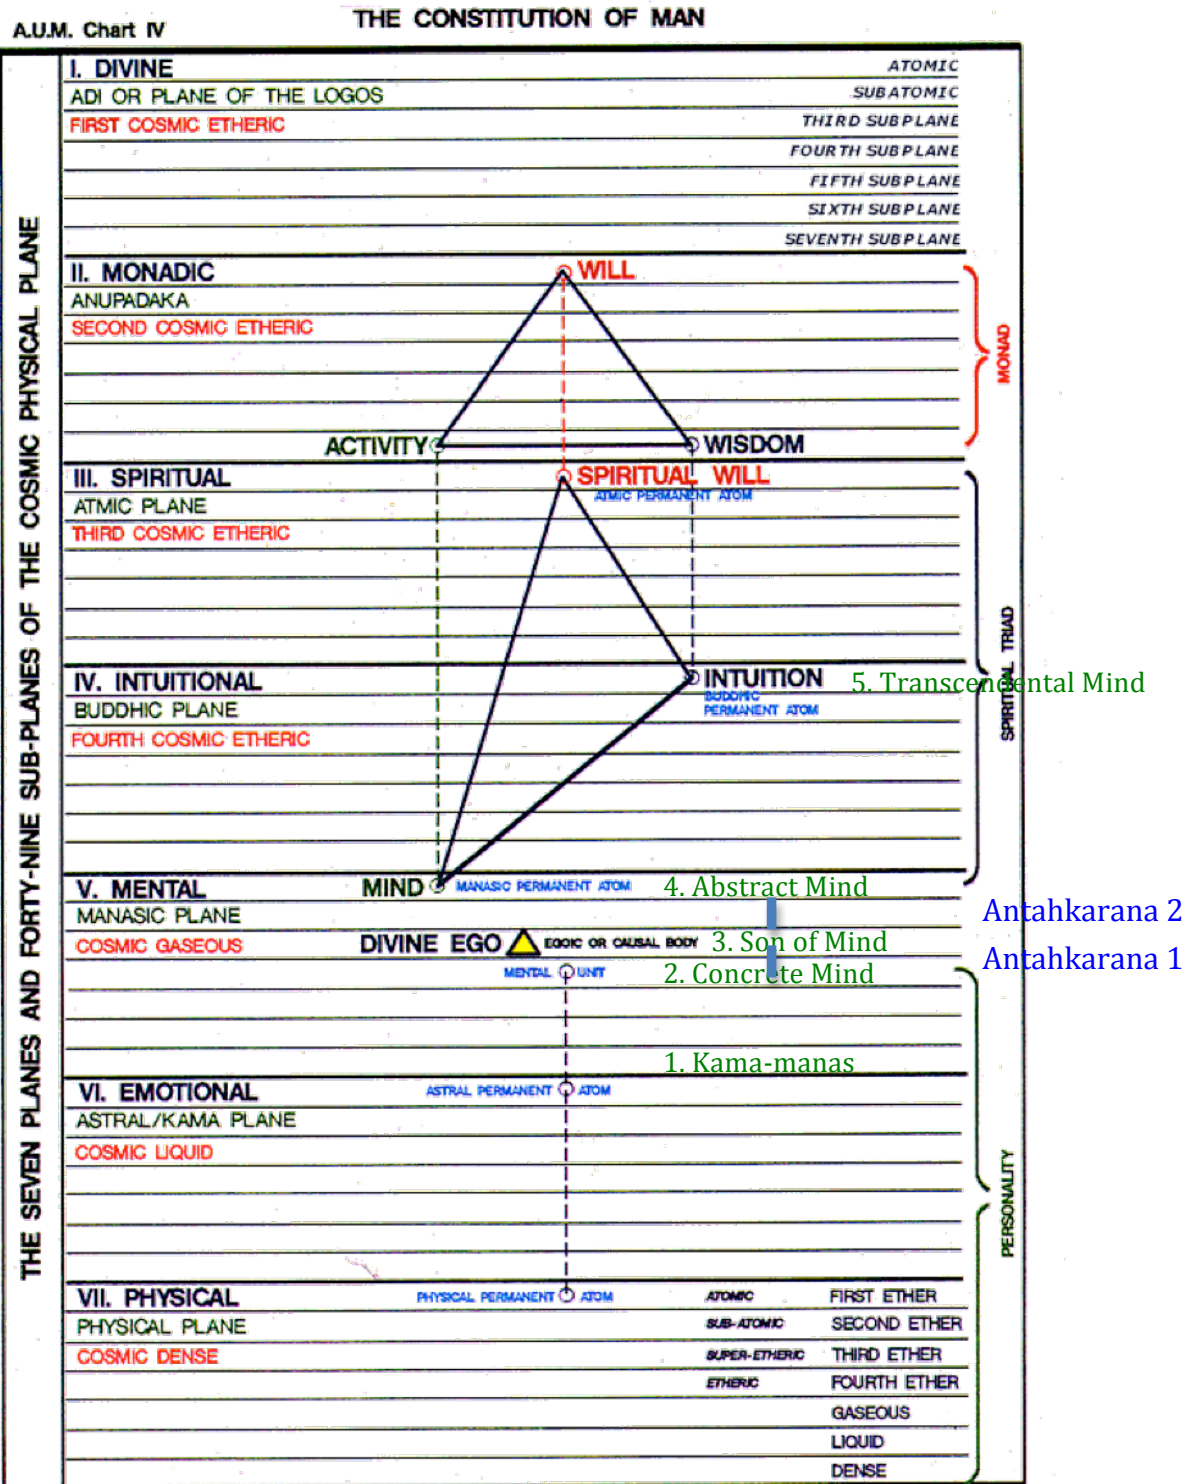 A.U.M. Chart IV
THE CONSTITUTION OF MAN
THE SEVEN PLANES AND FORTY-NINE SUB-PLANES OF THE COSMIC PHYSICAL PLANE
I. DIVINE
ATOMIC
ADI OR PLANE OF THE LOGOS
SUBATOMIC
FIRST COSMIC ETHERIC
THIRD SUBPLANE
FOURTH SUBPLANE
FIFTH SUBPLANE
SIXTH SUBPLANE
SEVENTH SUBPLANE
II. MONADIC
WILL
ANUPADAKA
SECOND COSMIC ETHERIC
MONAD
ACTIVITY
WISDOM
III. SPIRITUAL
SPIRITUAL WILL
ATMIC PERMANENT ATOM
ATMIC PLANE
THIRD COSMIC ETHERIC
SPIRITUAL TRIAD
IV. INTUITIONAL
INTUITION
5. Transcendental Mind
BUDDHIC
PERMANENT ATOM
BUDDHIC PLANE
FOURTH COSMIC ETHERIC
V. MENTAL
MIND
MANASIC PERMANENT ATOM
4. Abstract Mind
MANASIC PLANE
Antahkarana 2
COSMIC GASEOUS
DIVINE EGO
EGOIC OR CAUSAL BODY
3. Son of Mind
Antahkarana 1
MENTAL UNIT
2. Concrete Mind
1. Kama-manas
VI. EMOTIONAL
ASTRAL PERMANENT ATOM
ASTRAL/KAMA PLANE
COSMIC LIQUID
PERSONALITY
VII. PHYSICAL
PHYSICAL PERMANENT ATOM
ATOMIC
FIRST ETHER
PHYSICAL PLANE
SUB-ATOMIC
SECOND ETHER
COSMIC DENSE
SUPER-ETHERIC
THIRD ETHER
ETHERIC
FOURTH ETHER
GASEOUS
LIQUID
DENSE